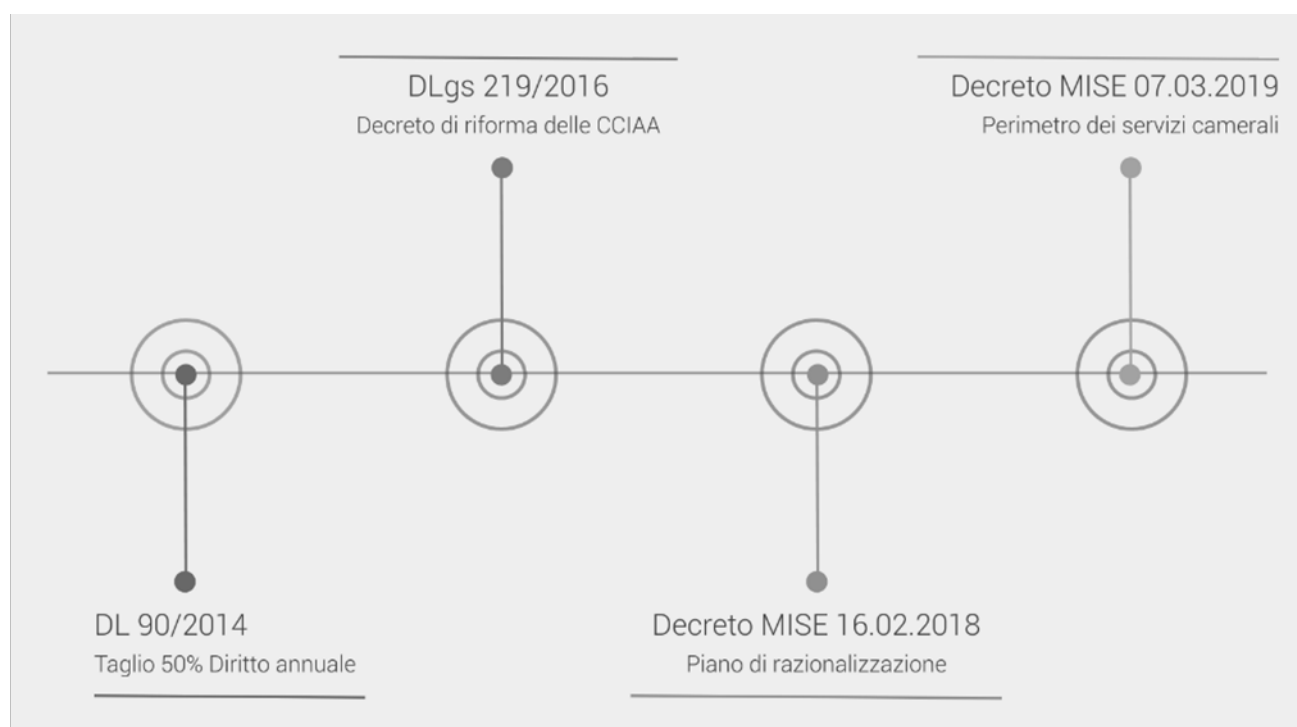 DLgs 219/2016
Decreto di riforma delle CCIAA
Decreto MISE 07.03.2019
Perimetro dei servizi camerali
DL 90/2014
Taglio 50% Diritto annuale
Decreto MISE 16.02.2018
Piano di razionalizzazione